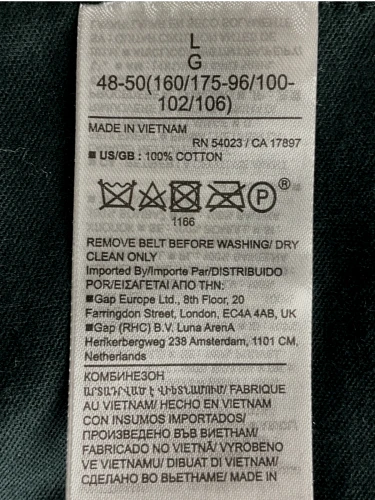 L
G
48-50(160/175-96/100-
102/106)
MADE IN VIETNAM
RN 54023 / CA 17897
■ US/GB : 100% COTTON
®
P
1166
REMOVE BELT BEFORE WASHING/ DRY
CLEAN ONLY
Imported By/Importe Par/DISTRIBUIDO
POR/ΕΙΣΑΓΕΤΑΙ ΑΠΟ ΤΗΝ:
■Gap Europe Ltd., 8th Floor, 20
Farringdon Street, London, EC4A 4AB, UK
■Gap (RHC) B.V. Luna ArenA
Herikerbergweg 238 Amsterdam, 1101 CM,
Netherlands
КОМБИНЕЗОН
ԱՐՏԱԴՐՎԱԾ Է ՎԻԵՏՆԱՄՈՒՄ/ FABRIQUE
AU VIETNAM/ HECHO EN VIETNAM
CON INSUMOS IMPORTADOS/
ПРОИЗВЕДЕНО ВЪВ ВИЕТНАМ/
FABRICADO NO VIETNÃ/ VYROBENO
VE VIETNAMU/ DIBUAT DI VIETNAM/
СДЕЛАНО ВО ВЬЕТНАМЕ/ MADE IN